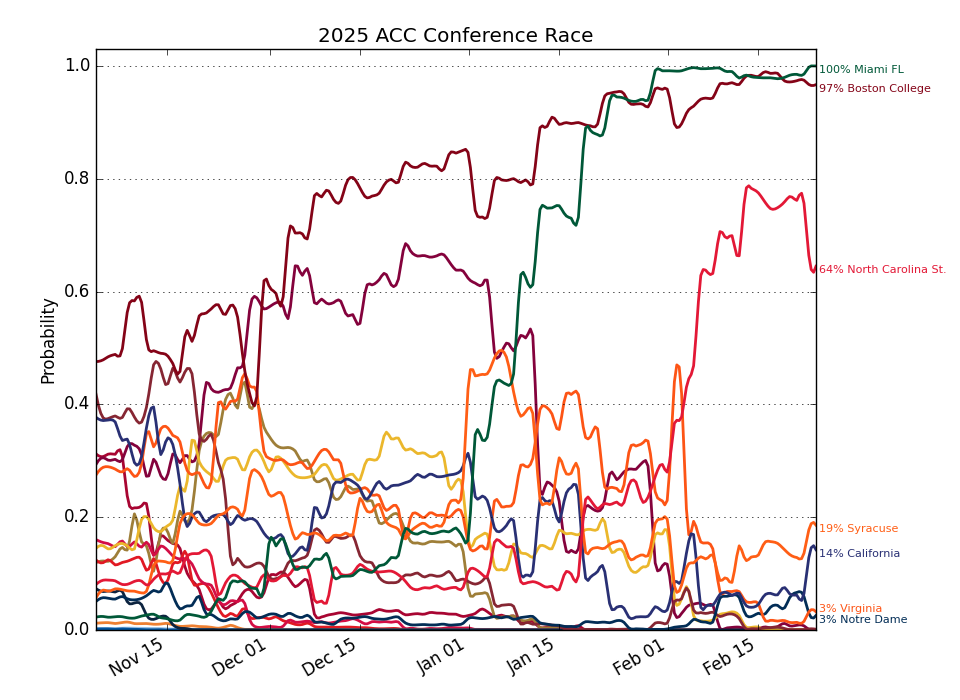 2025 ACC Conference Race
Probability
1.0
0.8
0.6
0.4
0.2
0.0
Nov 15
Dec 01
Dec 15
Jan 01
Jan 15
Feb 01
Feb 15
100% Miami FL
97% Boston College
64% North Carolina St.
19% Syracuse
14% California
3% Virginia
3% Notre Dame